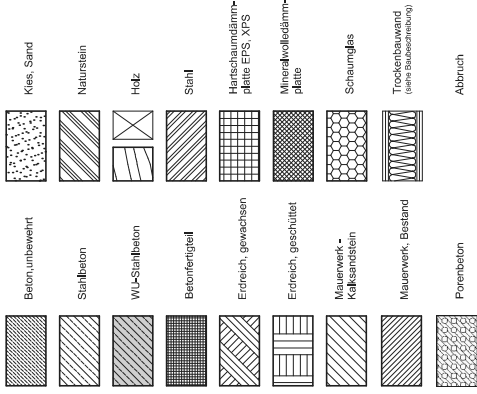 Beton,unbewehrt
Stahlbeton
WU-Stahlbeton
Betonfertigteil
Erdreich, gewachsen
Erdreich, geschüttet
Mauerwerk -
Kalksandstein
Mauerwerk, Bestand
Porenbeton
Kies, Sand
Naturstein
Holz
Stahl
Hartschaumdämm-
platte EPS, XPS
Mineralwolledämm-
platte
Schaumglas
Trockenbauwand
(siehe Baubeschreibung)
Abbruch